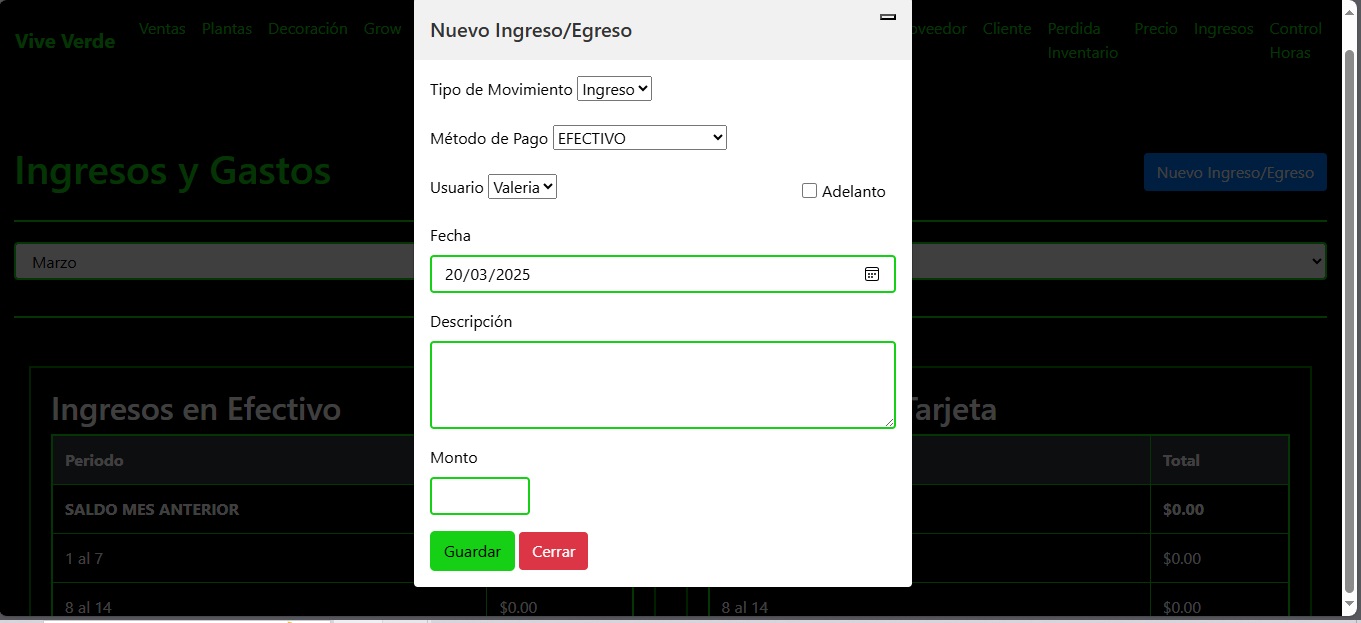 Vive Verde
Ventas
Plantas
Decoración
Grow
Cliente
Perdida
Inventario
Precio
Ingresos
Control
Horas
Nuevo Ingreso/Egreso
Tipo de Movimiento Ingreso
Método de Pago EFECTIVO
Usuario Valeria
Adelanto
Fecha
20/03/2025
Descripción
Monto
Guardar Cerrar
Ingresos y Gastos
Nuevo Ingreso/Egreso
Marzo
Ingresos en Efectivo
Periodo
SALDO MES ANTERIOR
1 al 7
8 al 14 $0.00
Tarjeta
Total
$0.00
$0.00
8 al 14 $0.00